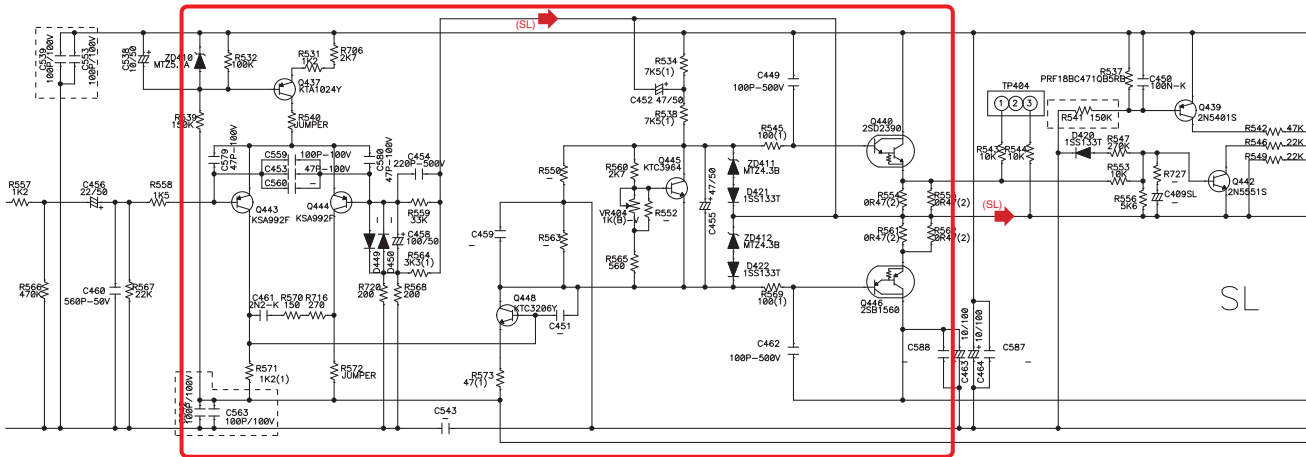 (SL)
C539
100P/100V
C553
100P/100V
C538
10/50
ZD410
R532
100K
R531
1K2
R706
2K7
Q437
KTA1024Y
R539
150K
R540
JUMPER
C579
47P-100V
C559
100P-100V
C453
47P-100V
C560
-
C580
47P-100V
C454
220P-500V
R557
1K2
C456
22/50
R558
1K5
Q443
KSA992F
Q444
KSA992F
R559
33K
C458
100/50
D449
-
D450
-
R564
3K3(1)
R566
470K
C460
560P-50V
R567
22K
C461
2N2-K
R570
150
R716
270
R720
200
R568
200
R571
1K2(1)
R572
JUMPER
C563
100P/100V
100P/100V
C543
-
R534
7K5(1)
C452 47/50
R538
7K5(1)
C449
100P-500V
R545
100(1)
Q440
2SD2390
R550
-
R560
2K7
Q445
KTC3964
VR404
1K(B)-V
R552
-
C455
47/50
ZD411
MTZ4.3B
D421
1SS133T
ZD412
MTZ4.3B
D422
1SS133T
R554
0R47(2)
R555
0R47(2)
R561
0R47(2)
R562
0R47(2)
C459
-
R563
-
R565
560
Q448
KTC3206Y
C451
-
R573
47(1)
R569
100(1)
Q446
2SB1560
C462
100P-500V
C588
-
C463
10/100
C464
10/100
C587
-
TP404
1 2 3
R543
10K
R544
10K
R537
PRF18BC471QB5RB
C450
100N-K
R541 150K
Q439
2N5401S
D420
1SS133T
R547
270K
R553
10K
R556
5K6
R727
-
C409SL
-
Q442
2N5551S
R542 47K
R546 22K
R549 22K
(SL)
SL